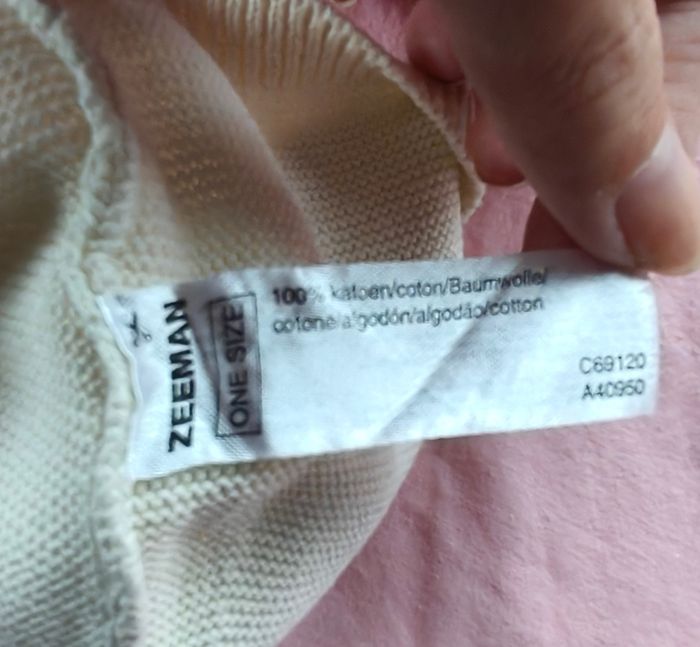 ZEEMAN
ONE SIZE
100% katoen/coton/Baumwolle/
cotone/algodón/algodão/cotton
C69120
A40950